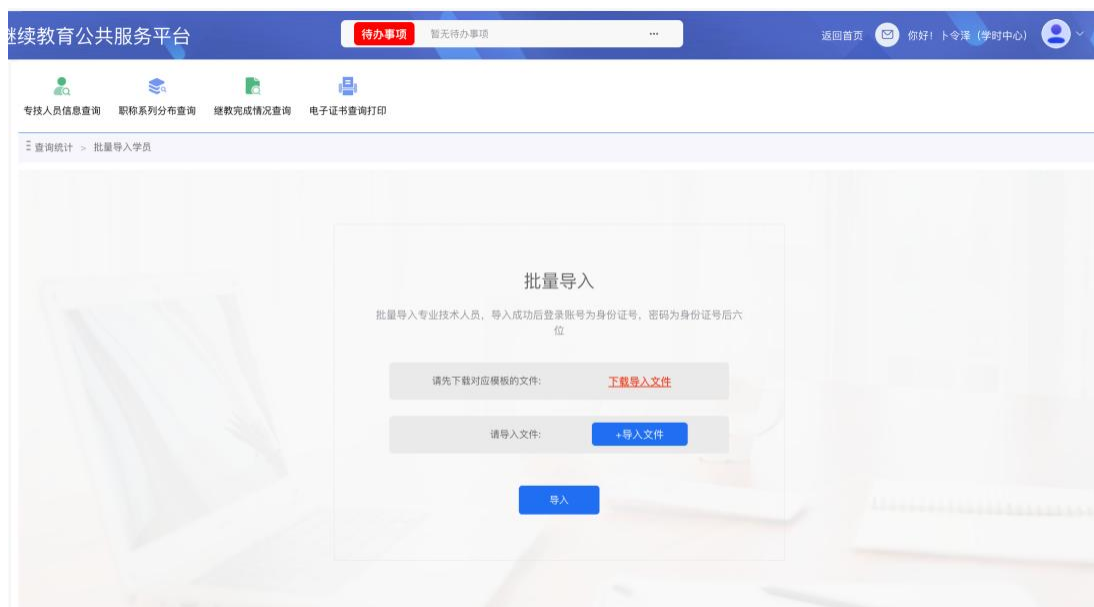 继续教育公共服务平台
待办事项 暂无待办事项 ...
返回首页 你好！卜令泽（学时中心）
专技人员信息查询 职称系列分布查询 继教完成情况查询 电子证书查询打印
查询统计 > 批量导入学员
批量导入
批量导入专业技术人员，导入成功后登录账号为身份证号，密码为身份证号后六
位
请先下载对应模板的文件: 下载导入文件
请导入文件: +导入文件
导入